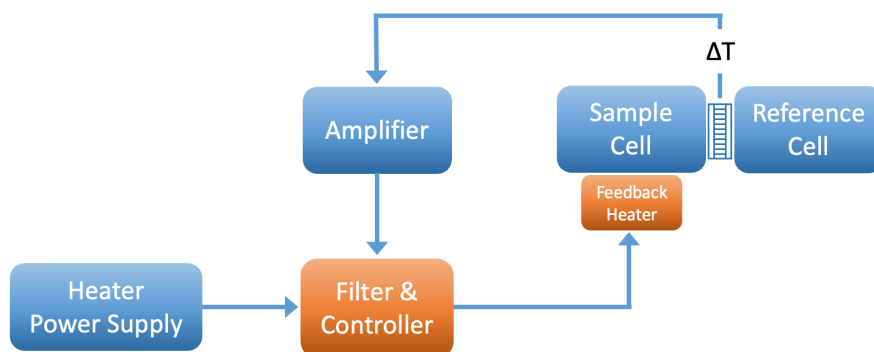 ΔT
Amplifier
Sample
Cell
Reference
Cell
Feedback
Heater
Heater
Power Supply
Filter &
Controller